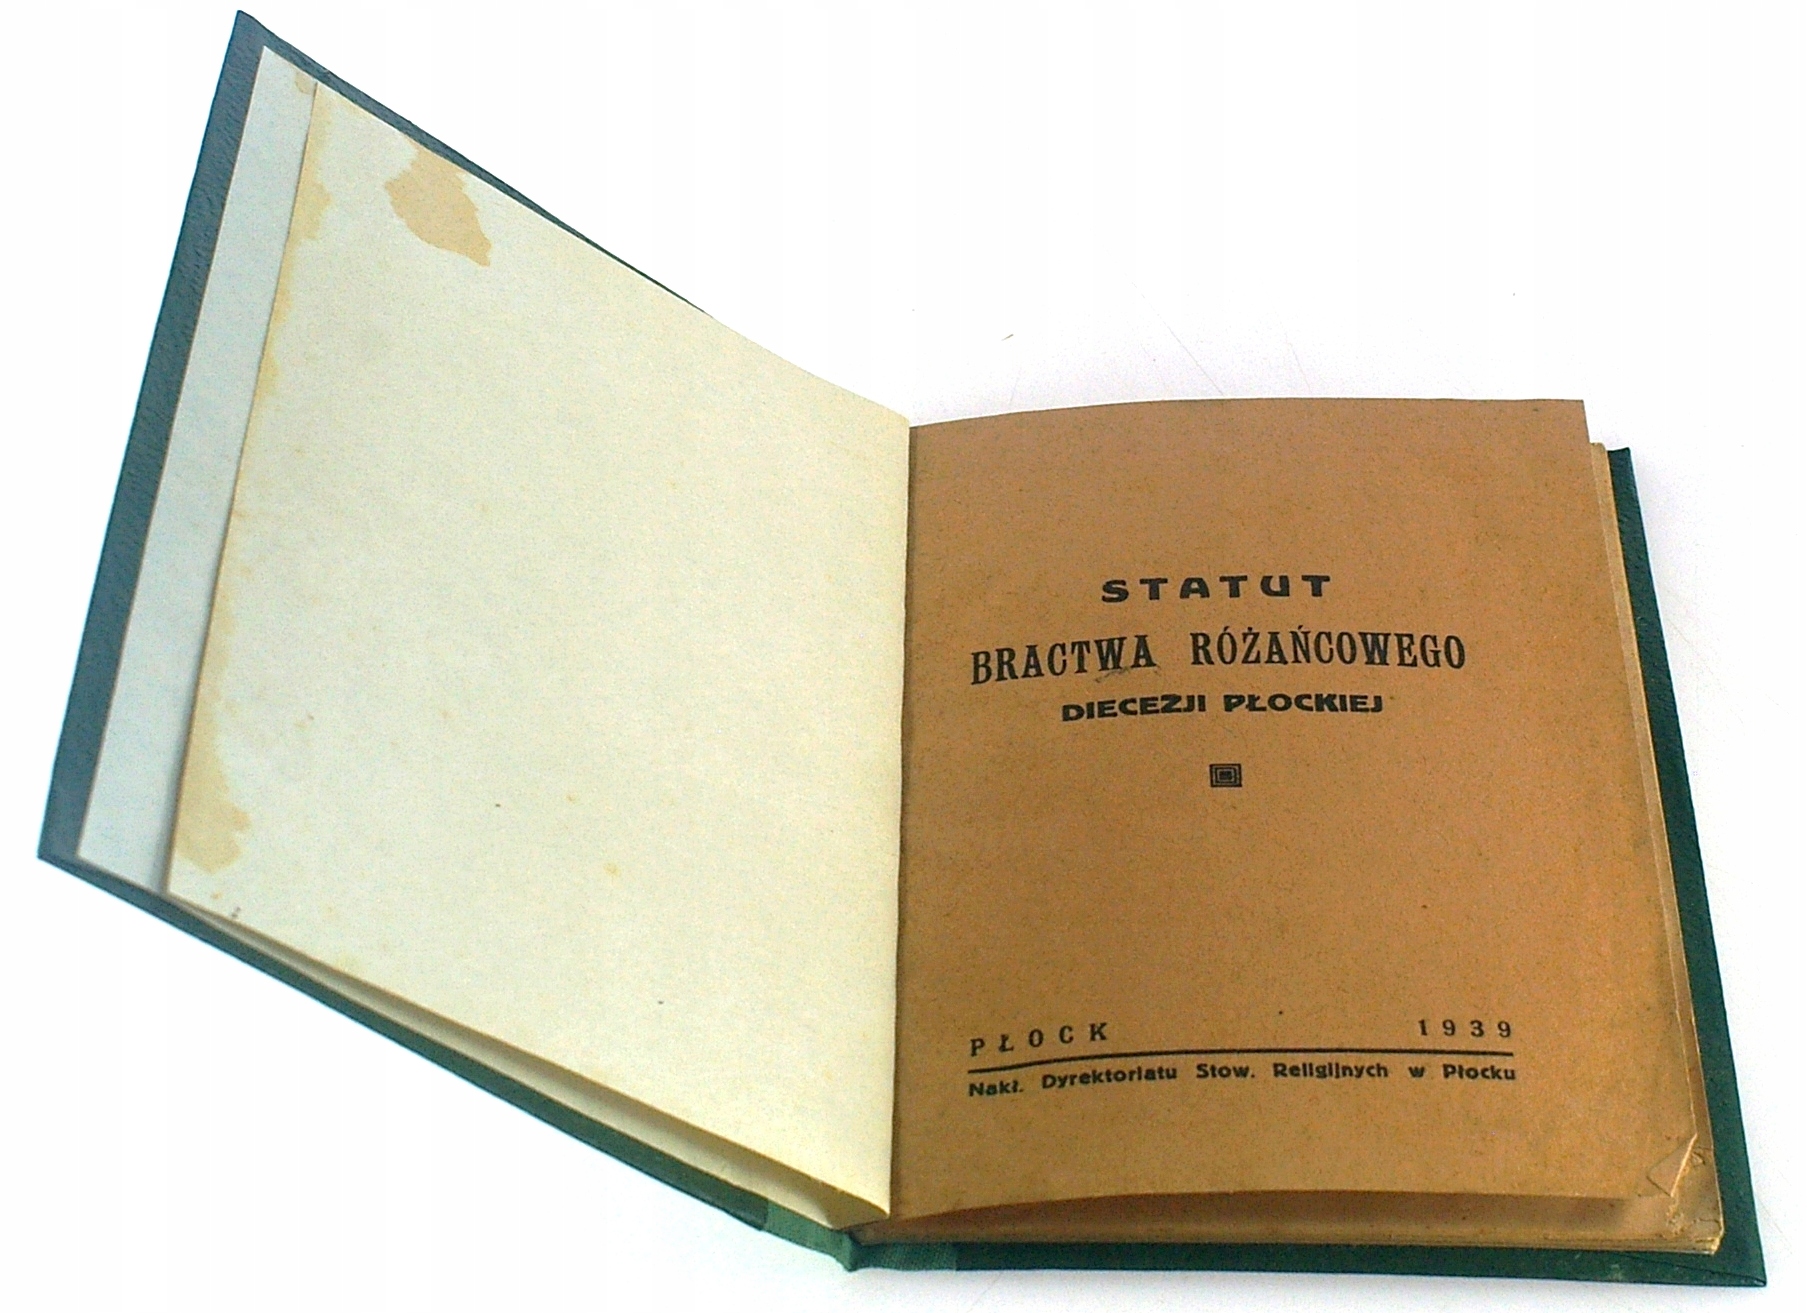 STATUT
BRACTWA RÓŻAŃCOWEGO
DIECEZJI PŁOCKIEJ
PŁOCK 1939
Nakł. Dyrektoriatu Stow. Religijnych w Płocku